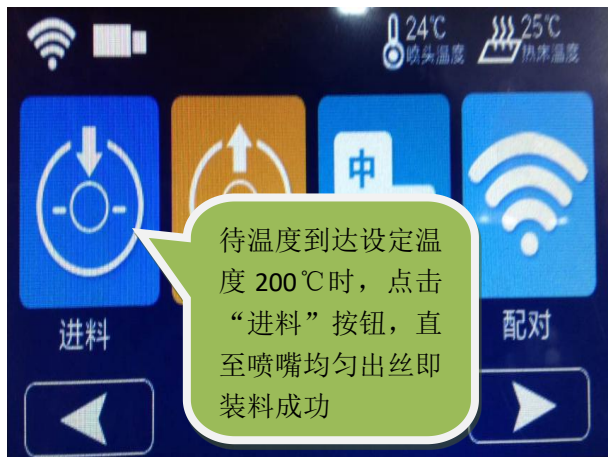 24℃ 25℃
喷头温度 热床温度
中
待温度到达设定温
度 200℃时，点击
“进料”按钮，直
至喷嘴均匀出丝即
装料成功
进料
配对